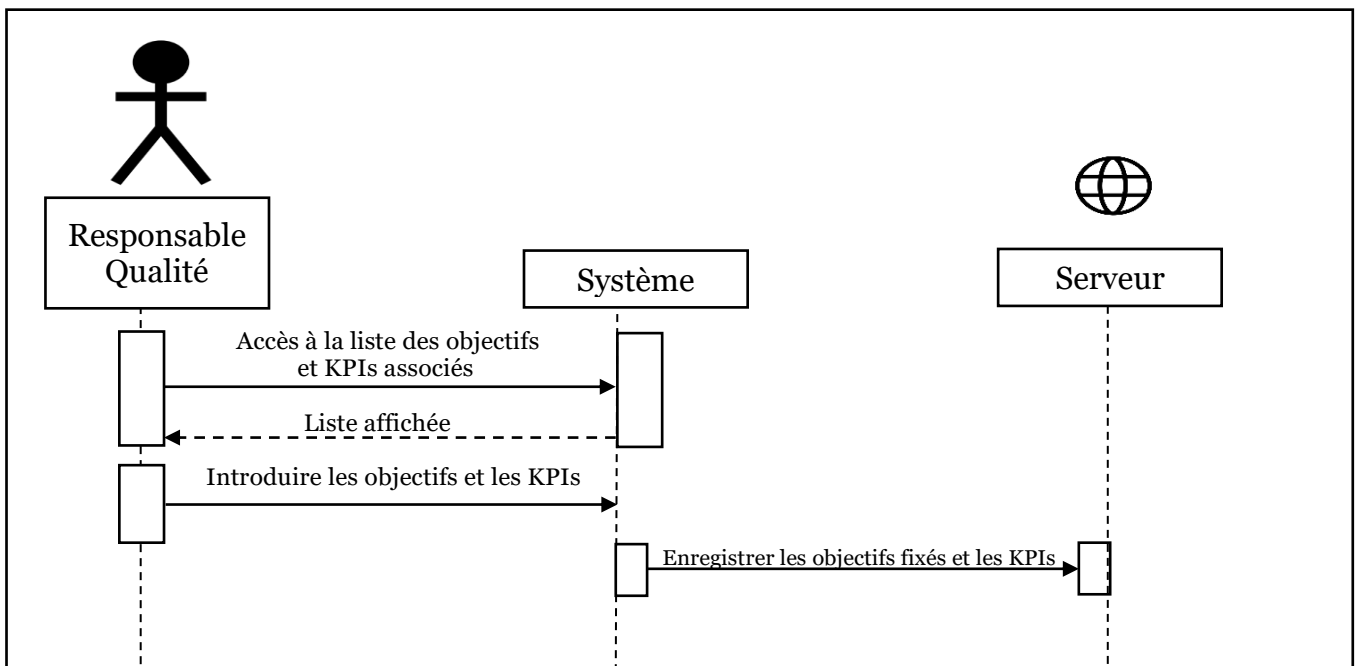 Responsable
Qualité
Système
Serveur
Accès à la liste des objectifs
et KPIs associés
Liste affichée
Introduire les objectifs et les KPIs
Enregistrer les objectifs fixés et les KPIs